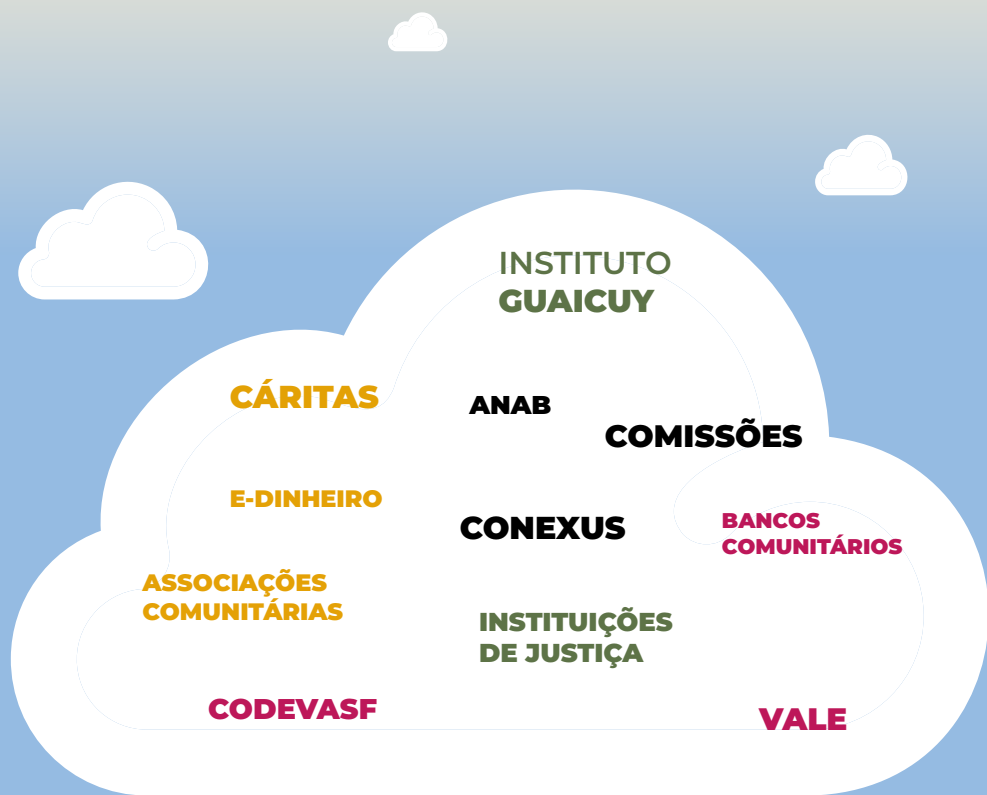 INSTITUTO
GUAICUY
CÁRITAS
ANAB
COMISSÕES
E-DINHEIRO
CONEXUS
BANCOS
COMUNITÁRIOS
ASSOCIAÇÕES
COMUNITÁRIAS
INSTITUIÇÕES
DE JUSTIÇA
CODEVASF
VALE